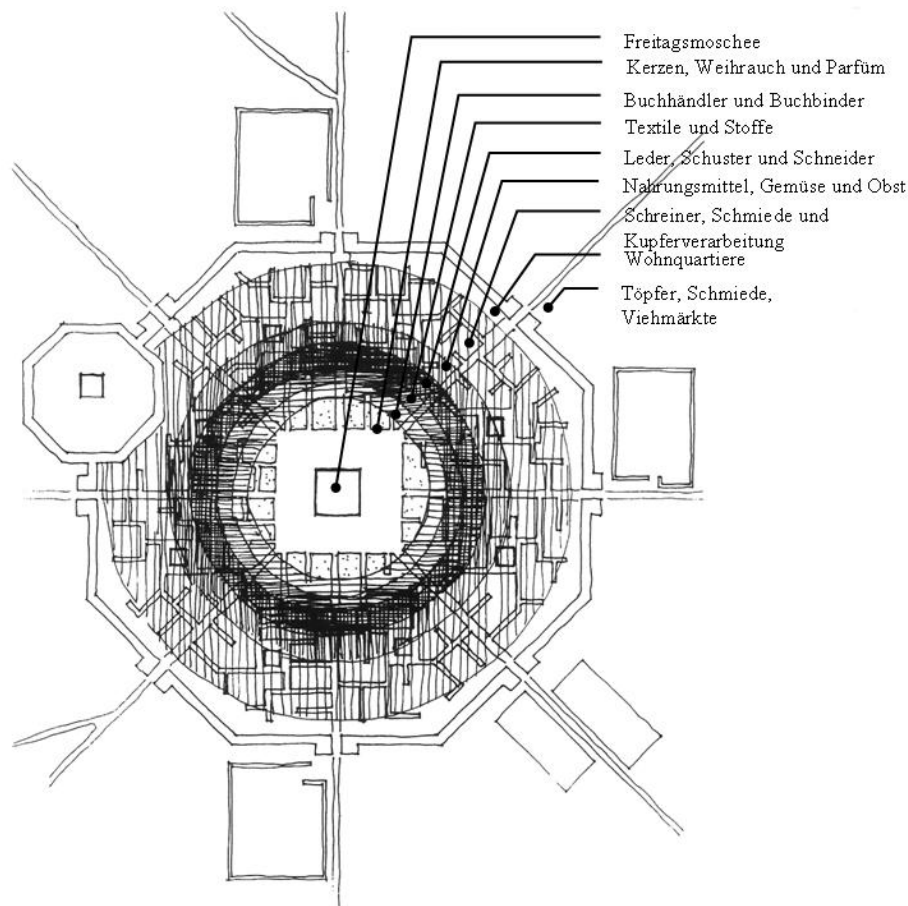 Freitagsmoschee
Kerzen, Weihrauch und Parfüm
Buchhändler und Buchbinder
Textile und Stoffe
Leder, Schuster und Schneider
Nahrungsmittel, Gemüse und Obst
Schreiner, Schmiede und
Kupferverarbeitung
Wohnquartiere
Töpfer, Schmiede,
Viehmärkte